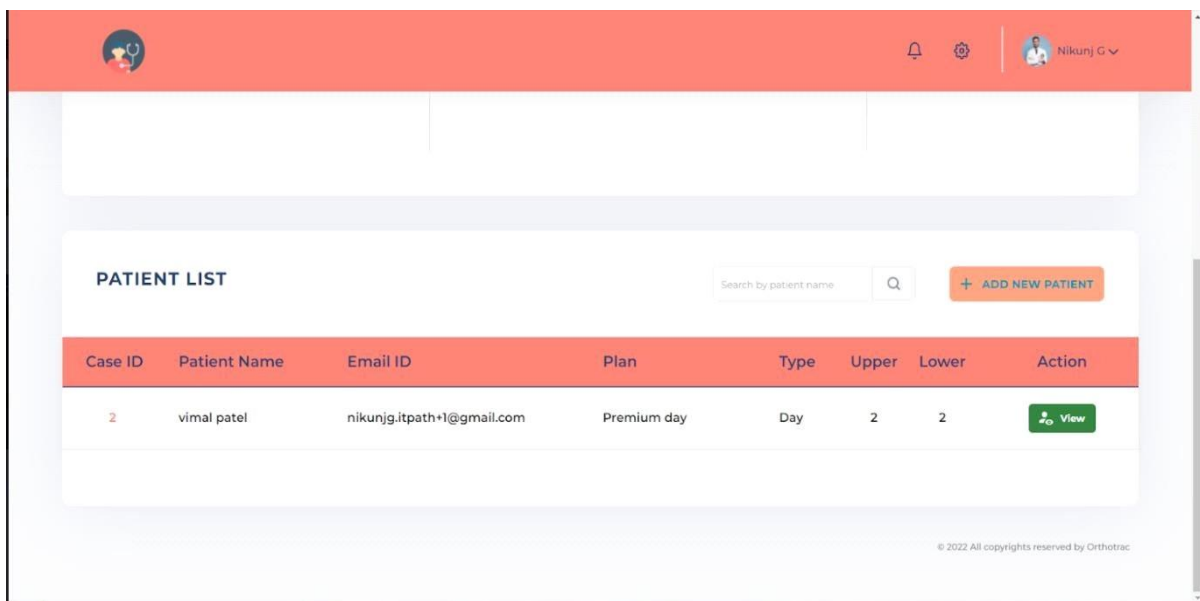 Nikunj G
PATIENT LIST
Search by patient name
+ ADD NEW PATIENT
Case ID Patient Name Email ID Plan Type Upper Lower Action
2 vimal patel nikunjg.itpath+1@gmail.com Premium day Day 2 2 View
© 2022 All copyrights reserved by Orthotrac